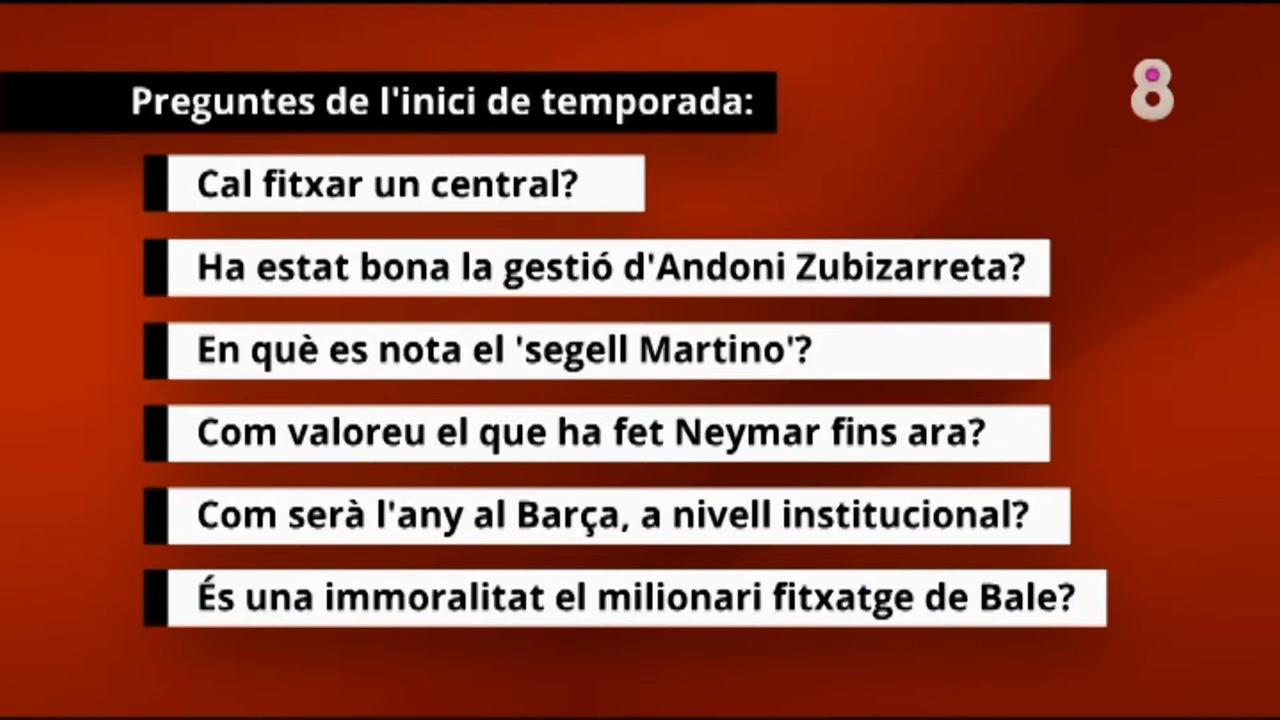 Preguntes de l'inici de temporada:
8
Cal fitxar un central?
Ha estat bona la gestió d'Andoni Zubizarreta?
En què es nota el 'segell Martino'?
Com valoreu el que ha fet Neymar fins ara?
Com serà l'any al Barça, a nivell institucional?
És una immoralitat el milionari fitxatge de Bale?